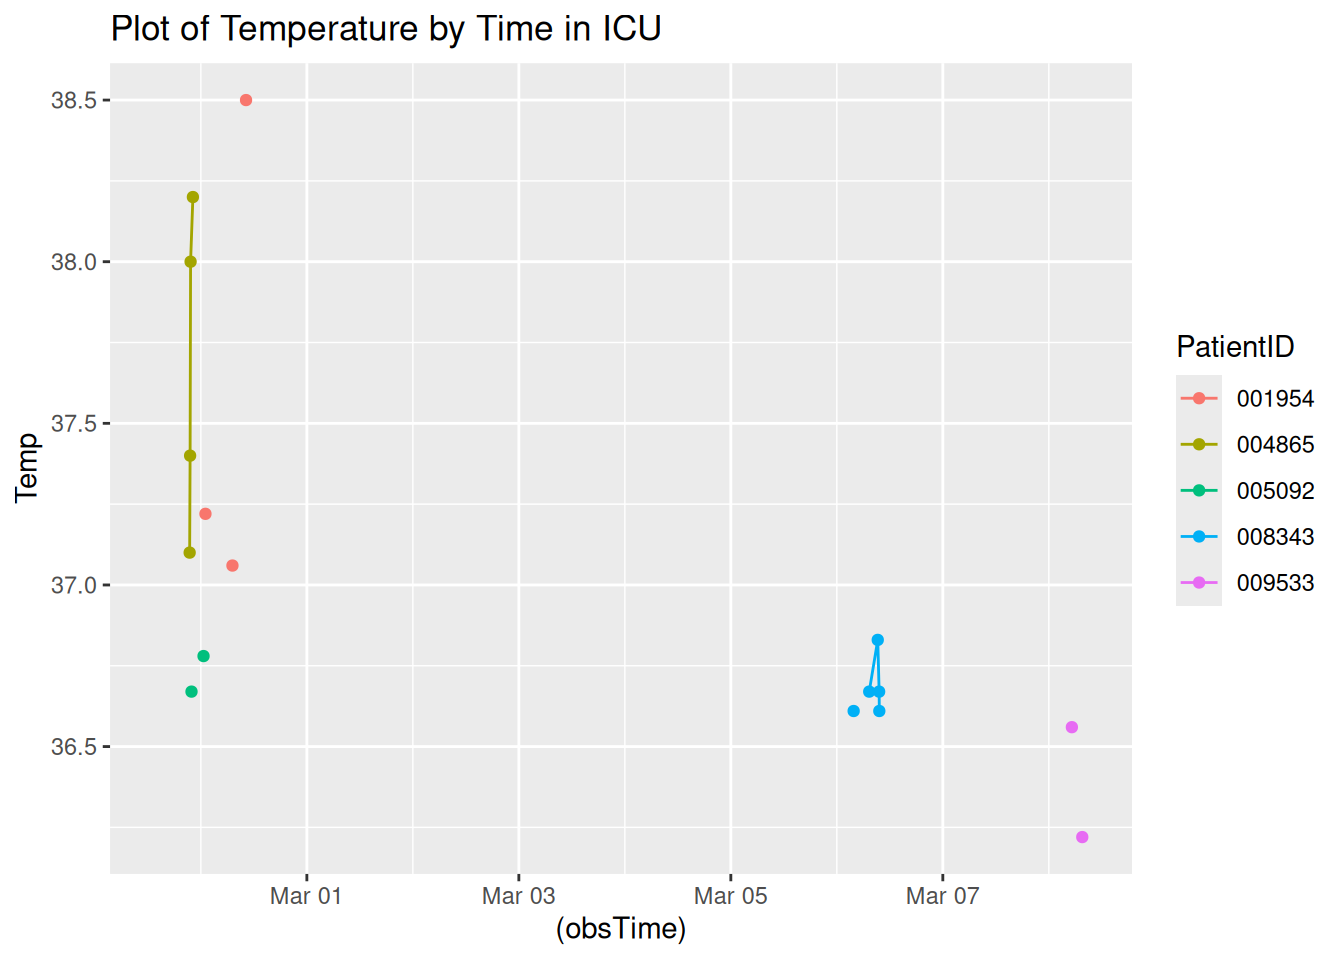 Plot of Temperature by Time in ICU
38.5
38.0
37.5
37.0
36.5
Temp
Mar 01
Mar 03
Mar 05
Mar 07
(obsTime)
PatientID
001954
004865
005092
008343
009533